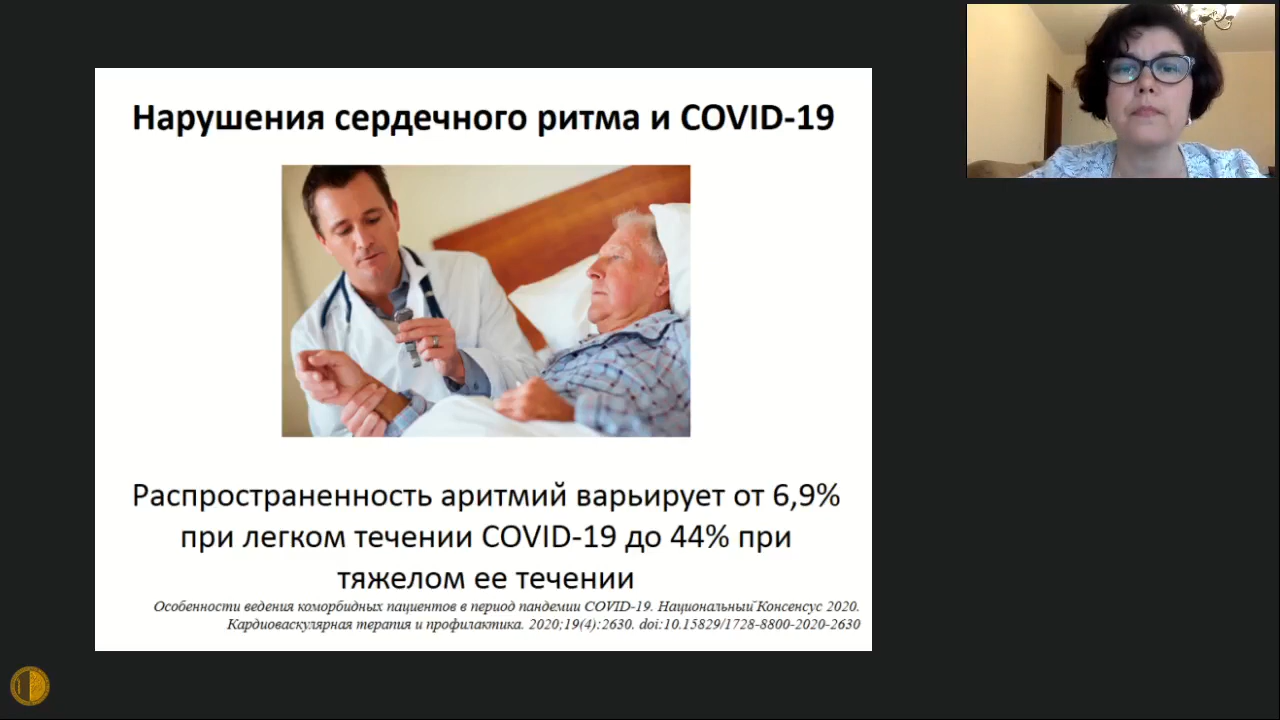 Нарушения сердечного ритма и COVID-19
Распространенность аритмий варьирует от 6,9%
при легком течении COVID-19 до 44% при
тяжелом ее течении
Особенности ведения коморбидных пациентов в период пандемии COVID-19. Национальный Консенсус 2020.
Кардиоваскулярная терапия и профилактика. 2020;19(4):2630. doi:10.15829/1728-8800-2020-2630